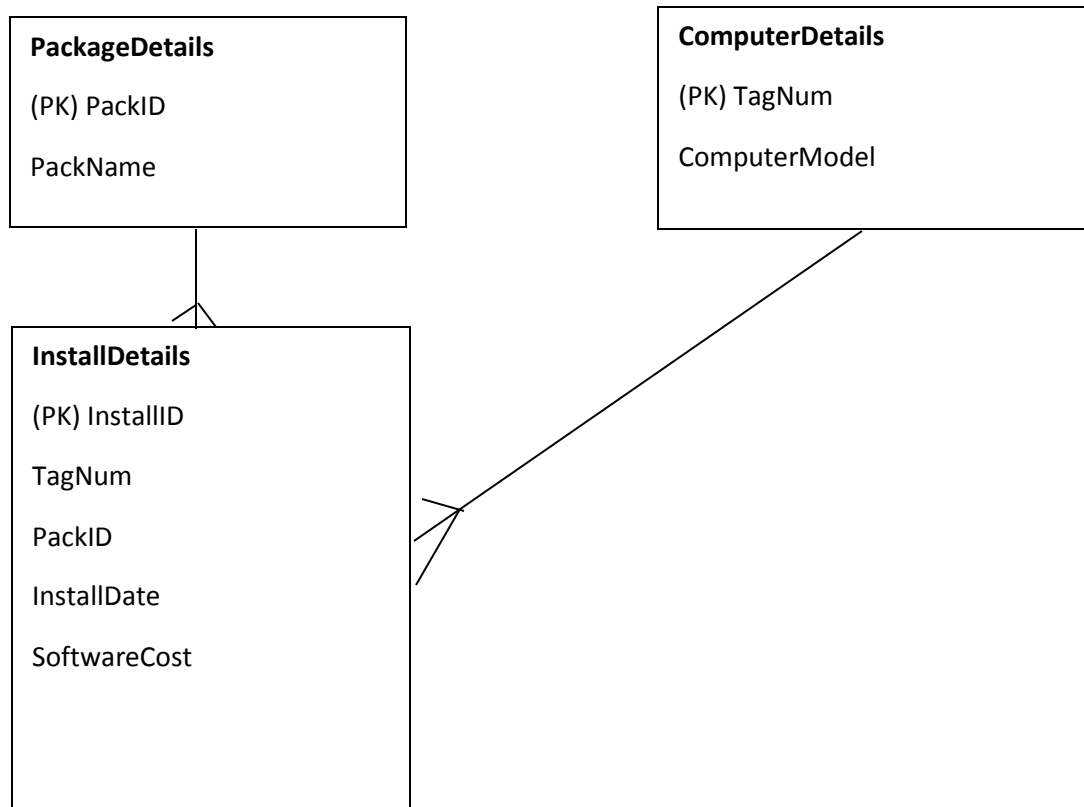 PackageDetails
(PK) PackID
PackName
ComputerDetails
(PK) TagNum
ComputerModel
InstallDetails
(PK) InstallID
TagNum
PackID
InstallDate
SoftwareCost